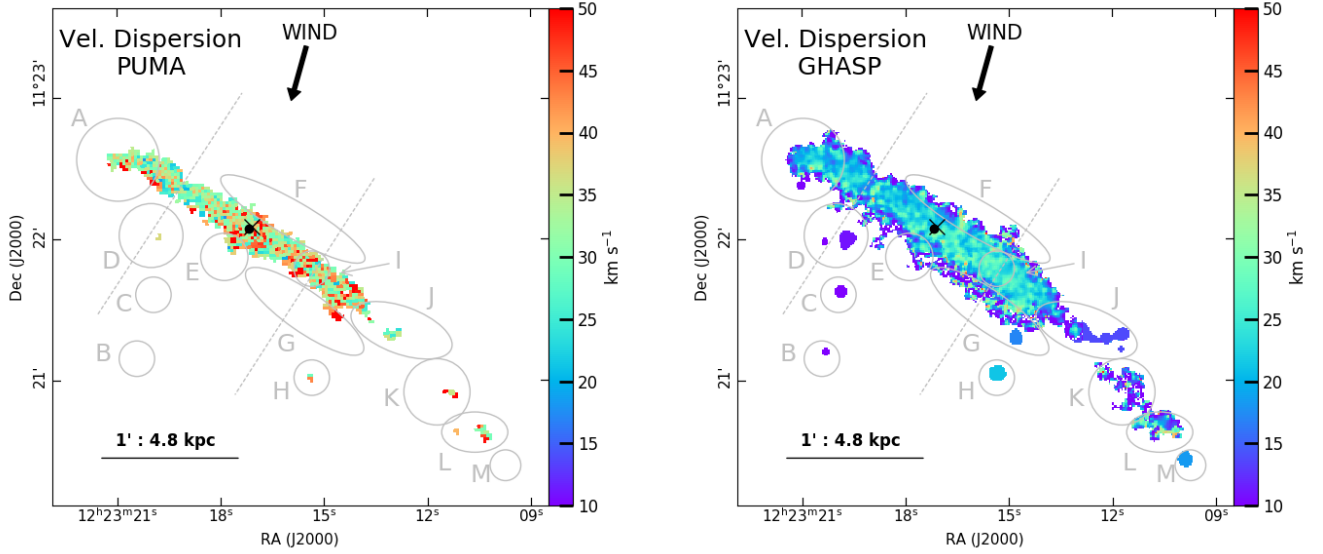 Vel. Dispersion
PUMA
WIND
A
B
C
D
E
F
G
H
I
J
K
L
M
1' : 4.8 kpc
11°23'
22'
21'
Dec (J2000)
12ʰ23ᵐ21ˢ
18ˢ
15ˢ
12ˢ
09ˢ
RA (J2000)
50
45
40
35
30
25
20
15
10
km s⁻¹
Vel. Dispersion
GHASP
WIND
A
B
C
D
E
F
G
H
I
J
K
L
M
1' : 4.8 kpc
11°23'
22'
21'
Dec (J2000)
12ʰ23ᵐ21ˢ
18ˢ
15ˢ
12ˢ
09ˢ
RA (J2000)
50
45
40
35
30
25
20
15
10
km s⁻¹